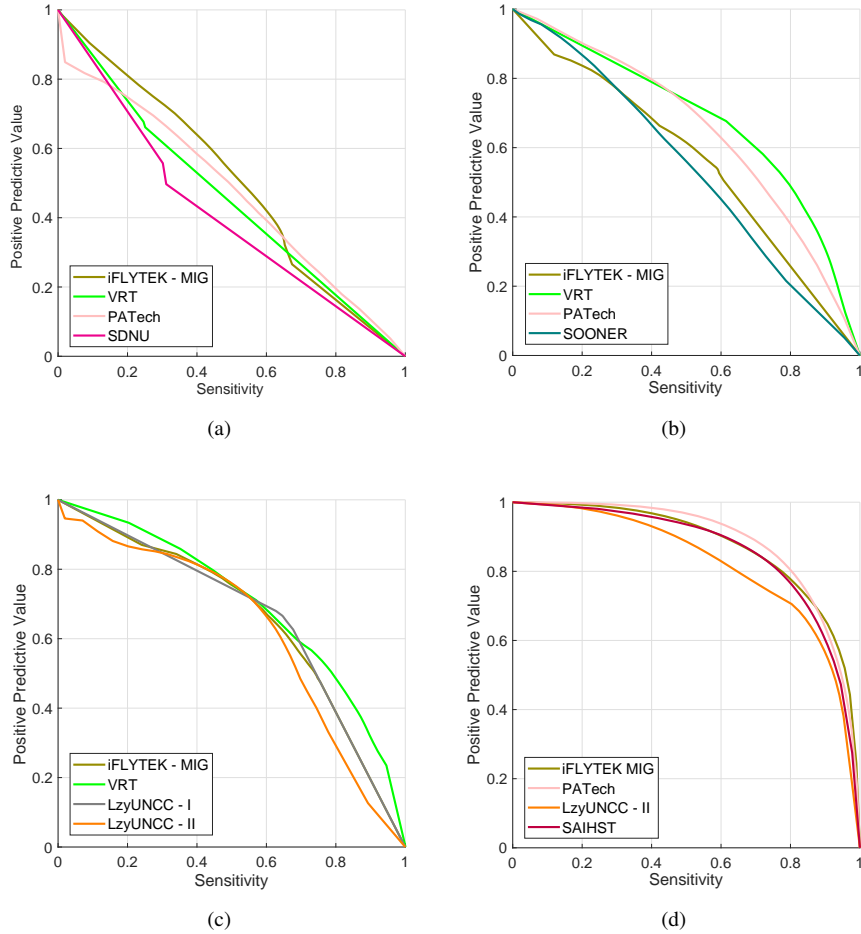 1
0.8
0.6
0.4
0.2
0
Positive Predictive Value
iFLYTEK - MIG
VRT
PATech
SDNU
0 0.2 0.4 0.6 0.8 1
Sensitivity
(a)
1
0.8
0.6
0.4
0.2
0
Positive Predictive Value
iFLYTEK - MIG
VRT
PATech
SOONER
0 0.2 0.4 0.6 0.8 1
Sensitivity
(b)
1
0.8
0.6
0.4
0.2
0
Positive Predictive Value
iFLYTEK - MIG
VRT
LzyUNCC - I
LzyUNCC - II
0 0.2 0.4 0.6 0.8 1
Sensitivity
(c)
1
0.8
0.6
0.4
0.2
0
Positive Predictive Value
iFLYTEK MIG
PATech
LzyUNCC - II
SAIHST
0 0.2 0.4 0.6 0.8 1
Sensitivity
(d)